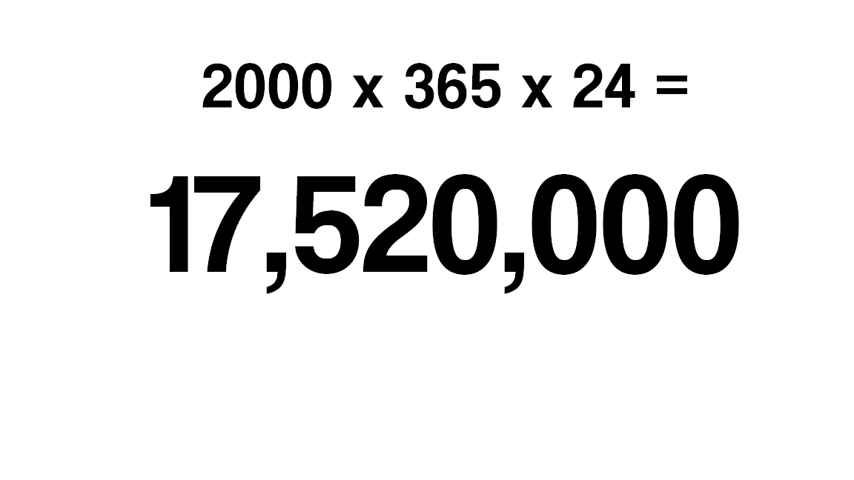 2000 x 365 x 24 =
17,520,000